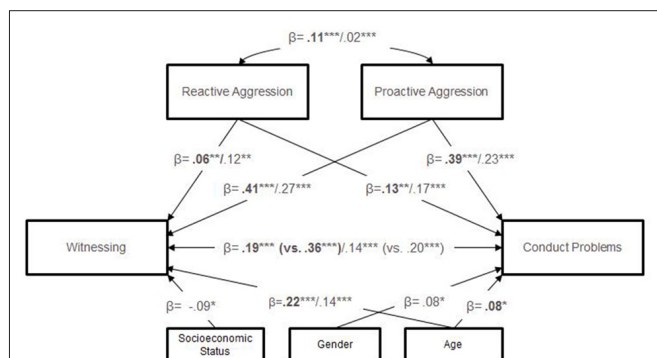 β= .11***/.02***
Reactive Aggression
Proactive Aggression
β= .06**/.12**
β= .39***/.23***
β= .41***/.27***
β=.13**/.17***
Witnessing
β= .19*** (vs. .36***)/.14*** (vs. .20***)
Conduct Problems
β= -.09*
β=.22***/.14***
β= .08*
β= .08*
Socioeconomic
Status
Gender
Age